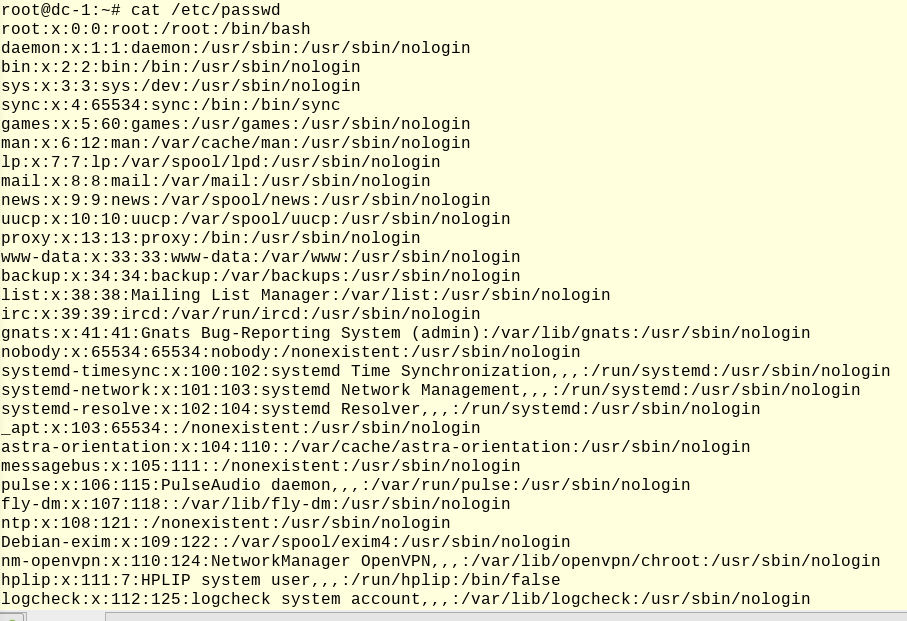 root@dc-1:~# cat /etc/passwd
root:x:0:0:root:/root:/bin/bash
daemon:x:1:1:daemon:/usr/sbin:/usr/sbin/nologin
bin:x:2:2:bin:/bin:/usr/sbin/nologin
sys:x:3:3:sys:/dev:/usr/sbin/nologin
sync:x:4:65534:sync:/bin:/bin/sync
games:x:5:60:games:/usr/games:/usr/sbin/nologin
man:x:6:12:man:/var/cache/man:/usr/sbin/nologin
lp:x:7:7:lp:/var/spool/lpd:/usr/sbin/nologin
mail:x:8:8:mail:/var/mail:/usr/sbin/nologin
news:x:9:9:news:/var/spool/news:/usr/sbin/nologin
uucp:x:10:10:uucp:/var/spool/uucp:/usr/sbin/nologin
proxy:x:13:13:proxy:/bin:/usr/sbin/nologin
www-data:x:33:33:www-data:/var/www:/usr/sbin/nologin
backup:x:34:34:backup:/var/backups:/usr/sbin/nologin
list:x:38:38:Mailing List Manager:/var/list:/usr/sbin/nologin
irc:x:39:39:ircd:/var/run/ircd:/usr/sbin/nologin
gnats:x:41:41:Gnats Bug-Reporting System (admin):/var/lib/gnats:/usr/sbin/nologin
nobody:x:65534:65534:nobody:/nonexistent:/usr/sbin/nologin
systemd-timesync:x:100:102:systemd Time Synchronization,,,:/run/systemd:/usr/sbin/nologin
systemd-network:x:101:103:systemd Network Management,,,:/run/systemd:/usr/sbin/nologin
systemd-resolve:x:102:104:systemd Resolver,,,:/run/systemd:/usr/sbin/nologin
_apt:x:103:65534::/nonexistent:/usr/sbin/nologin
astra-orientation:x:104:110::/var/cache/astra-orientation:/usr/sbin/nologin
messagebus:x:105:111::/nonexistent:/usr/sbin/nologin
pulse:x:106:115:PulseAudio daemon,,,:/var/run/pulse:/usr/sbin/nologin
fly-dm:x:107:118::/var/lib/fly-dm:/usr/sbin/nologin
ntp:x:108:121::/nonexistent:/usr/sbin/nologin
Debian-exim:x:109:122::/var/spool/exim4:/usr/sbin/nologin
nm-openvpn:x:110:124:NetworkManager OpenVPN,,,:/var/lib/openvpn/chroot:/usr/sbin/nologin
hplip:x:111:7:HPLIP system user,,,:/run/hplip:/bin/false
logcheck:x:112:125:logcheck system account,,,:/var/lib/logcheck:/usr/sbin/nologin